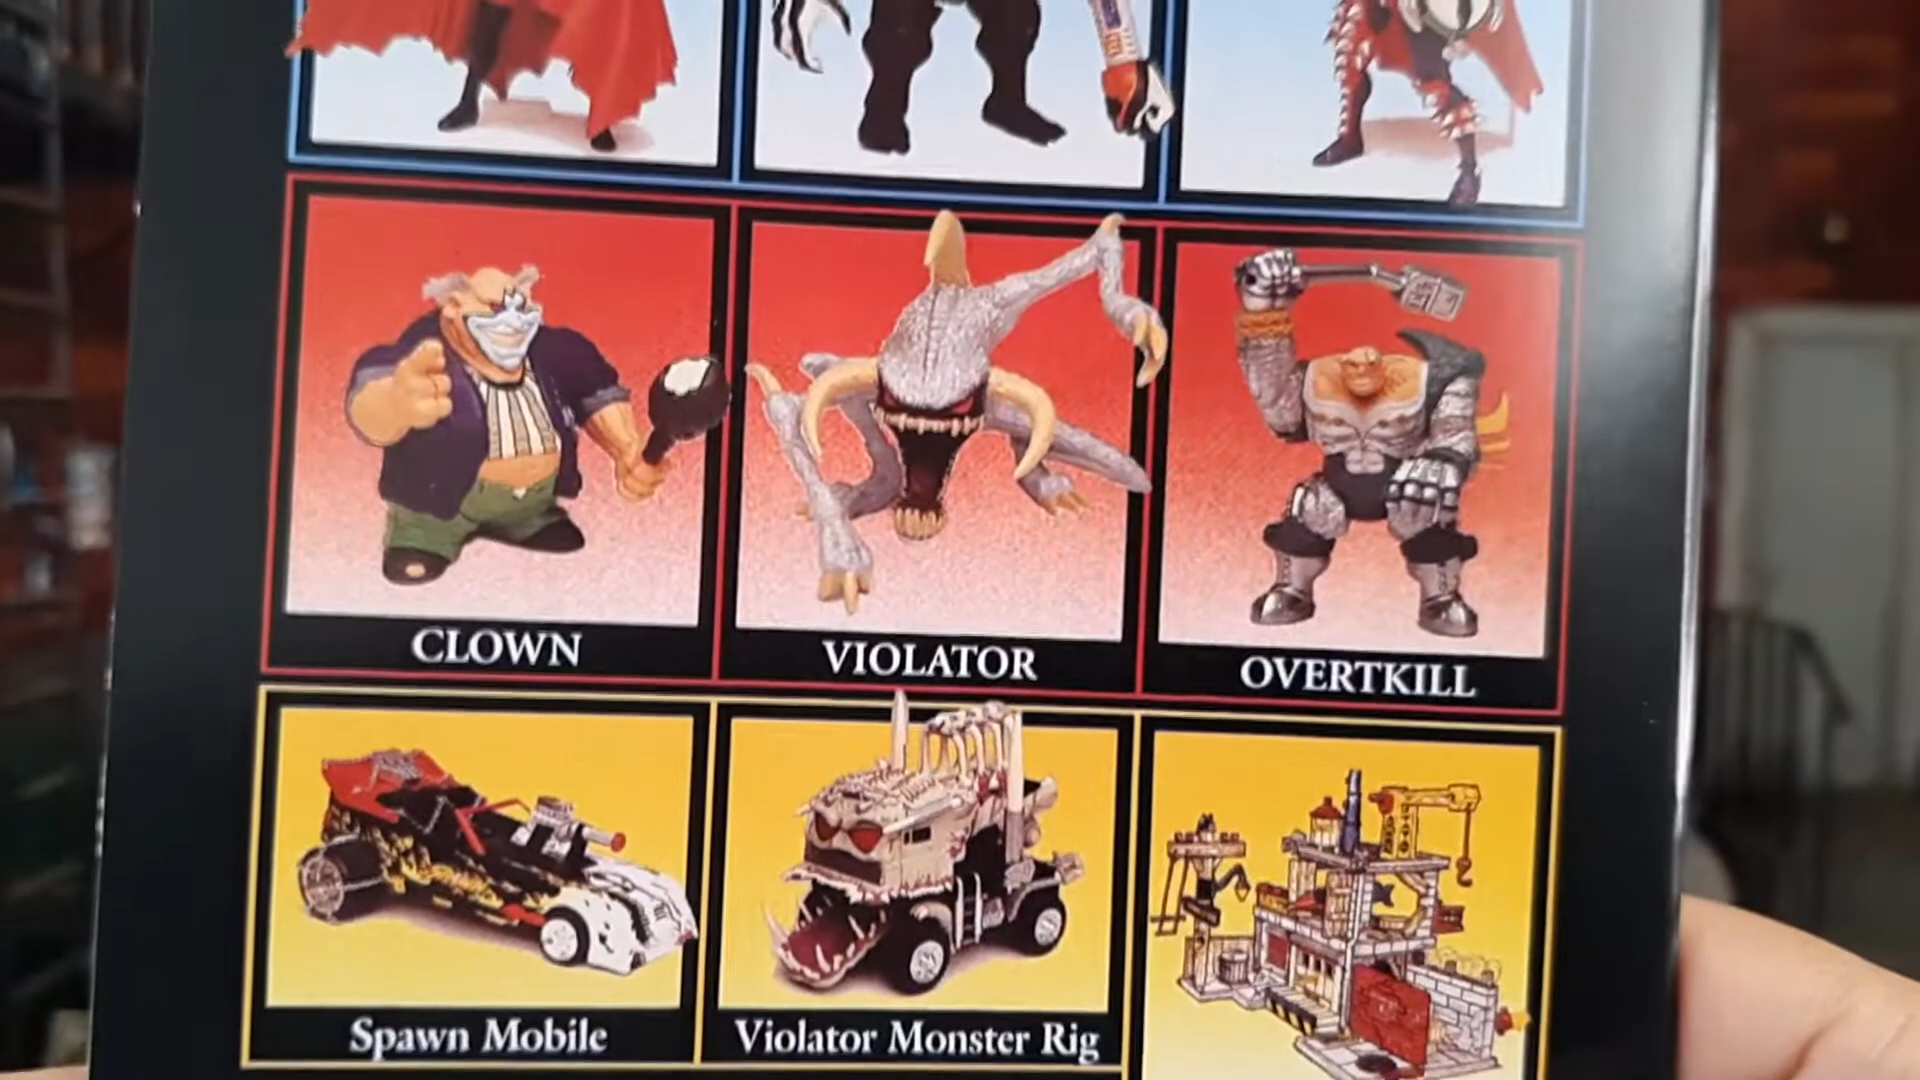 CLOWN
VIOLATOR
OVERTKILL
Spawn Mobile
Violator Monster Rig